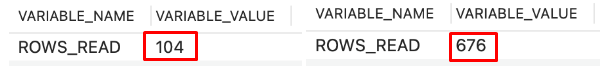 VARIABLE_NAME VARIABLE_VALUE
ROWS_READ 104
VARIABLE_NAME VARIABLE_VALUE
ROWS_READ 676